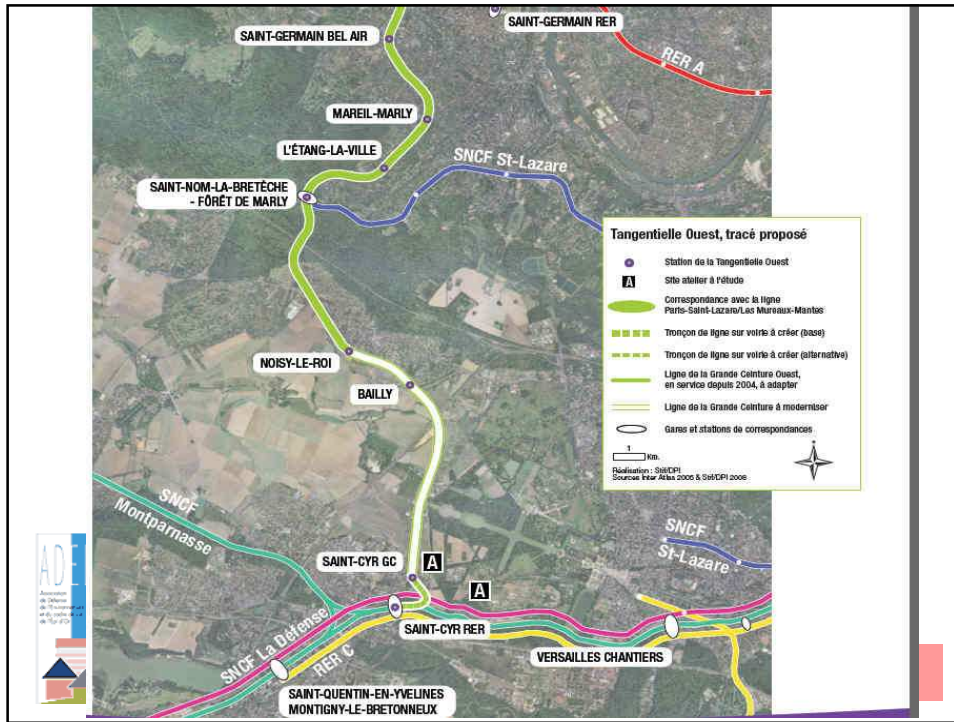 SAINT-GERMAIN RER
SAINT-GERMAIN BEL AIR
RER A
MAREIL-MARLY
L'ÉTANG-LA-VILLE
SNCF St-Lazare
SAINT-NOM-LA-BRETÈCHE
- FÔRÊT DE MARLY
Tangentielle Ouest, tracé proposé
Station de la Tangentielle Ouest
A
Site atelier à l'étude
Correspondance avec la ligne
Paris-Saint-Lazare/Les Mureaux-Mantes
Tronçon de ligne sur voirie à créer (base)
Tronçon de ligne sur voirie à créer (alternative)
Ligne de la Grande Ceinture Ouest,
en service depuis 2004, à adapter
Ligne de la Grande Ceinture à moderniser
Gares et stations de correspondances
1
Km.
Réalisation : Stif/DPI
Sources Inter Atlas 2005 & Stif/DPI 2006
NOISY-LE-ROI
BAILLY
SNCF
Montparnasse
SNCF
St-Lazare
SAINT-CYR GC
A
A
SAINT-CYR RER
SNCF La Défense
RER C
VERSAILLES CHANTIERS
SAINT-QUENTIN-EN-YVELINES
MONTIGNY-LE-BRETONNEUX
Association
de Défense